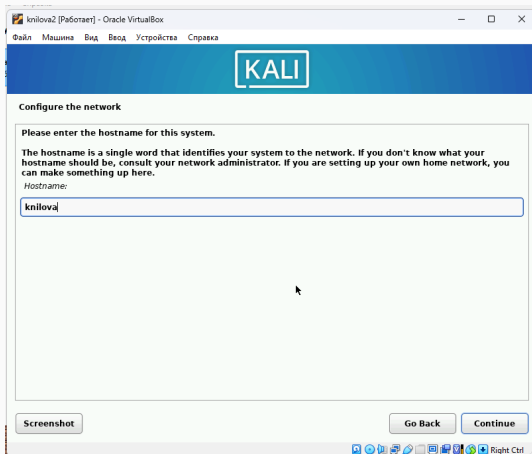 knilova2 [Работает] - Oracle VirtualBox
Файл Машина Вид Ввод Устройства Справка
KALI
Configure the network
Please enter the hostname for this system.
The hostname is a single word that identifies your system to the network. If you don't know what your
hostname should be, consult your network administrator. If you are setting up your own home network, you
can make something up here.
Hostname:
knilova
Screenshot
Go Back
Continue
Right Ctrl